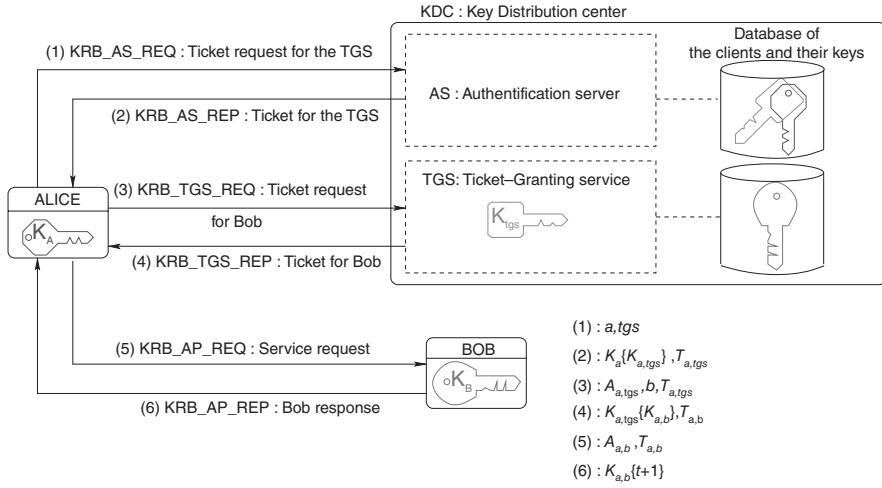 KDC : Key Distribution center
(1) KRB_AS_REQ : Ticket request for the TGS
Database of
the clients and their keys
AS : Authentification server
(2) KRB_AS_REP : Ticket for the TGS
(3) KRB_TGS_REQ : Ticket request
for Bob
TGS: Ticket–Granting service
K_tgs
ALICE
K_A
(4) KRB_TGS_REP : Ticket for Bob
(5) KRB_AP_REQ : Service request
BOB
K_B
(6) KRB_AP_REP : Bob response
(1) : a,tgs
(2) : K_a{K_a,tgs} ,T_a,tgs
(3) : A_a,tgs ,b,T_a,tgs
(4) : K_a,tgs{K_a,b},T_a,b
(5) : A_a,b ,T_a,b
(6) : K_a,b{t+1}